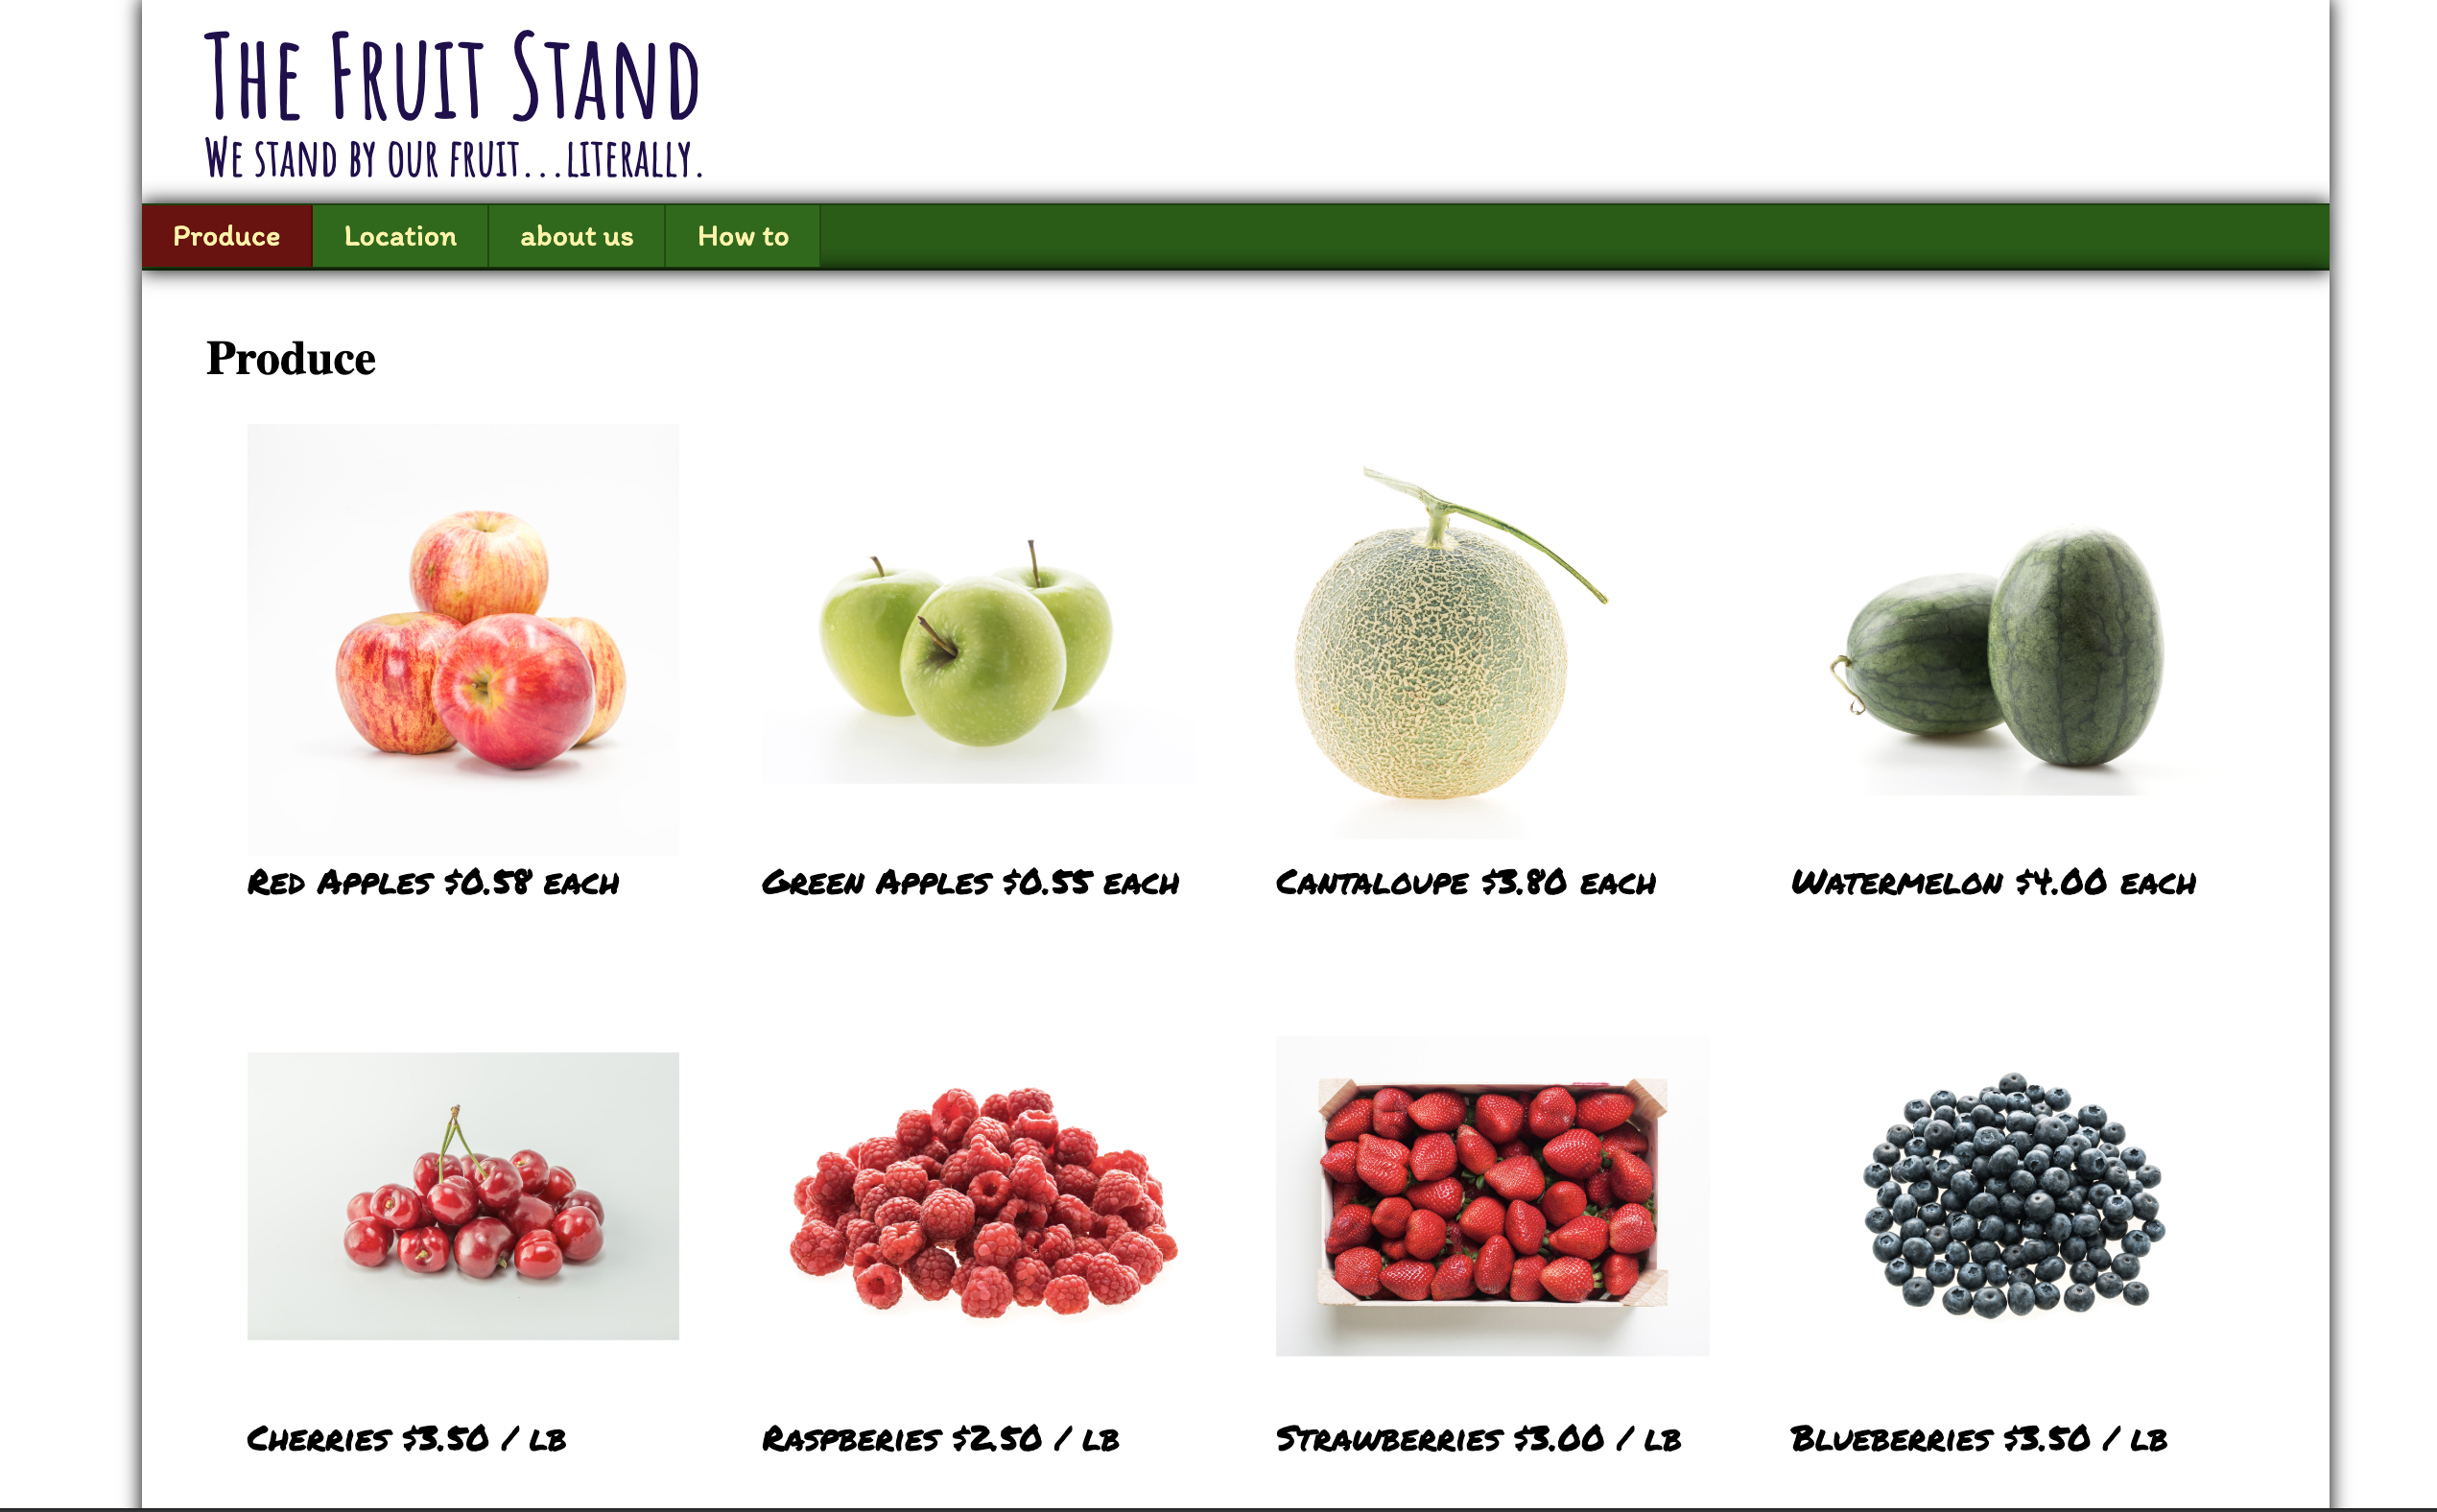 The Fruit Stand
We stand by our fruit...literally.
Produce
Location
about us
How to
Produce
Red Apples $0.58 each
Green Apples $0.55 each
Cantaloupe $3.80 each
Watermelon $4.00 each
Cherries $3.50 / lb
Raspberies $2.50 / lb
Strawberries $3.00 / lb
Blueberries $3.50 / lb